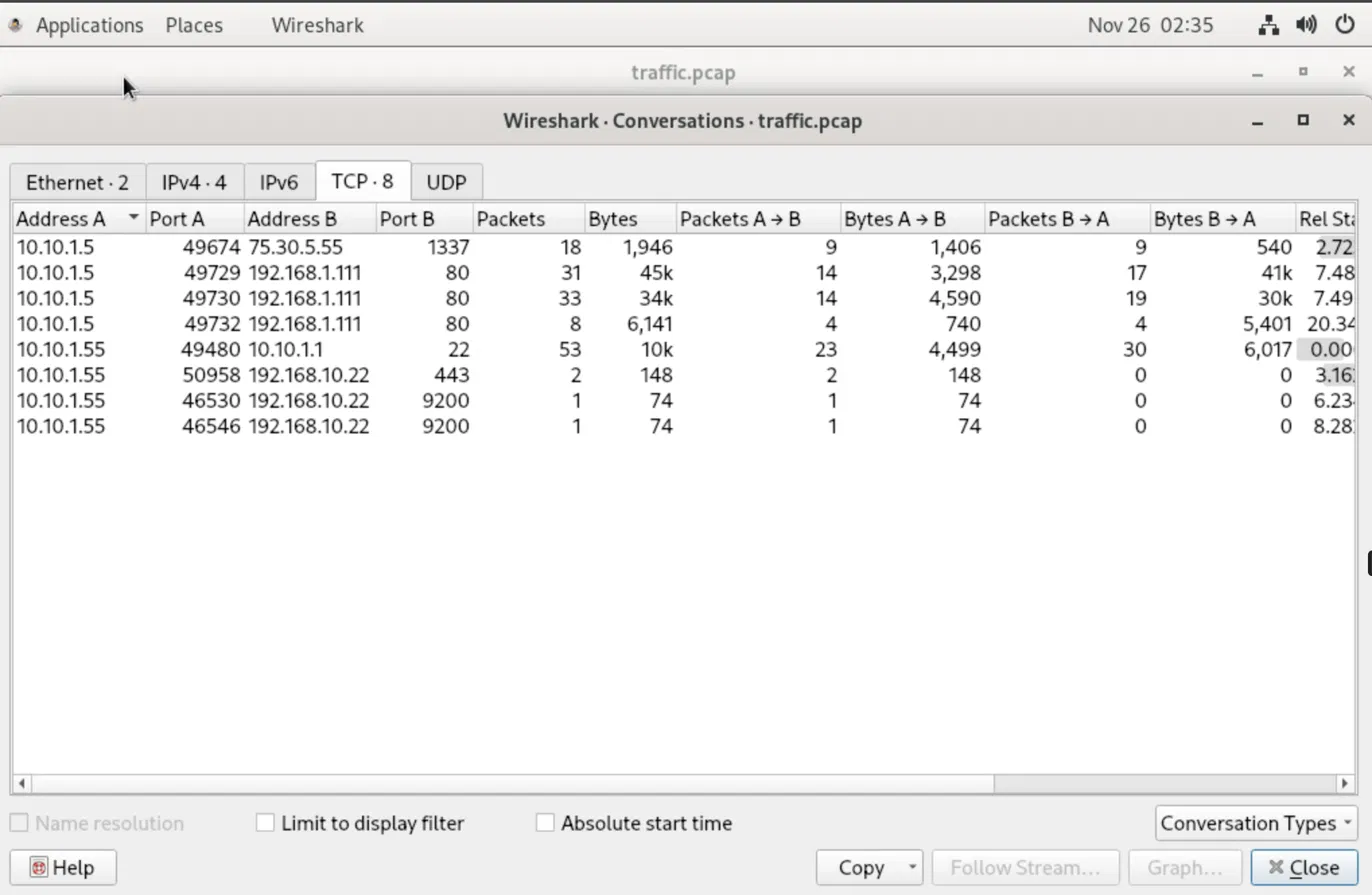 Applications Places Wireshark Nov 26 02:35
traffic.pcap
Wireshark · Conversations · traffic.pcap
Ethernet · 2 IPv4 · 4 IPv6 TCP · 8 UDP
Address A Port A Address B Port B Packets Bytes Packets A → B Bytes A → B Packets B → A Bytes B → A Rel Sta
10.10.1.5 49674 75.30.5.55 1337 18 1,946 9 1,406 9 540 2.72
10.10.1.5 49729 192.168.1.111 80 31 45k 14 3,298 17 41k 7.48
10.10.1.5 49730 192.168.1.111 80 33 34k 14 4,590 19 30k 7.49
10.10.1.5 49732 192.168.1.111 80 8 6,141 4 740 4 5,401 20.34
10.10.1.55 49480 10.10.1.1 22 53 10k 23 4,499 30 6,017 0.00
10.10.1.55 50958 192.168.10.22 443 2 148 2 148 0 0 3.16
10.10.1.55 46530 192.168.10.22 9200 1 74 1 74 0 0 6.23
10.10.1.55 46546 192.168.10.22 9200 1 74 1 74 0 0 8.28
Name resolution Limit to display filter Absolute start time Conversation Types
Help Copy Follow Stream... Graph... Close